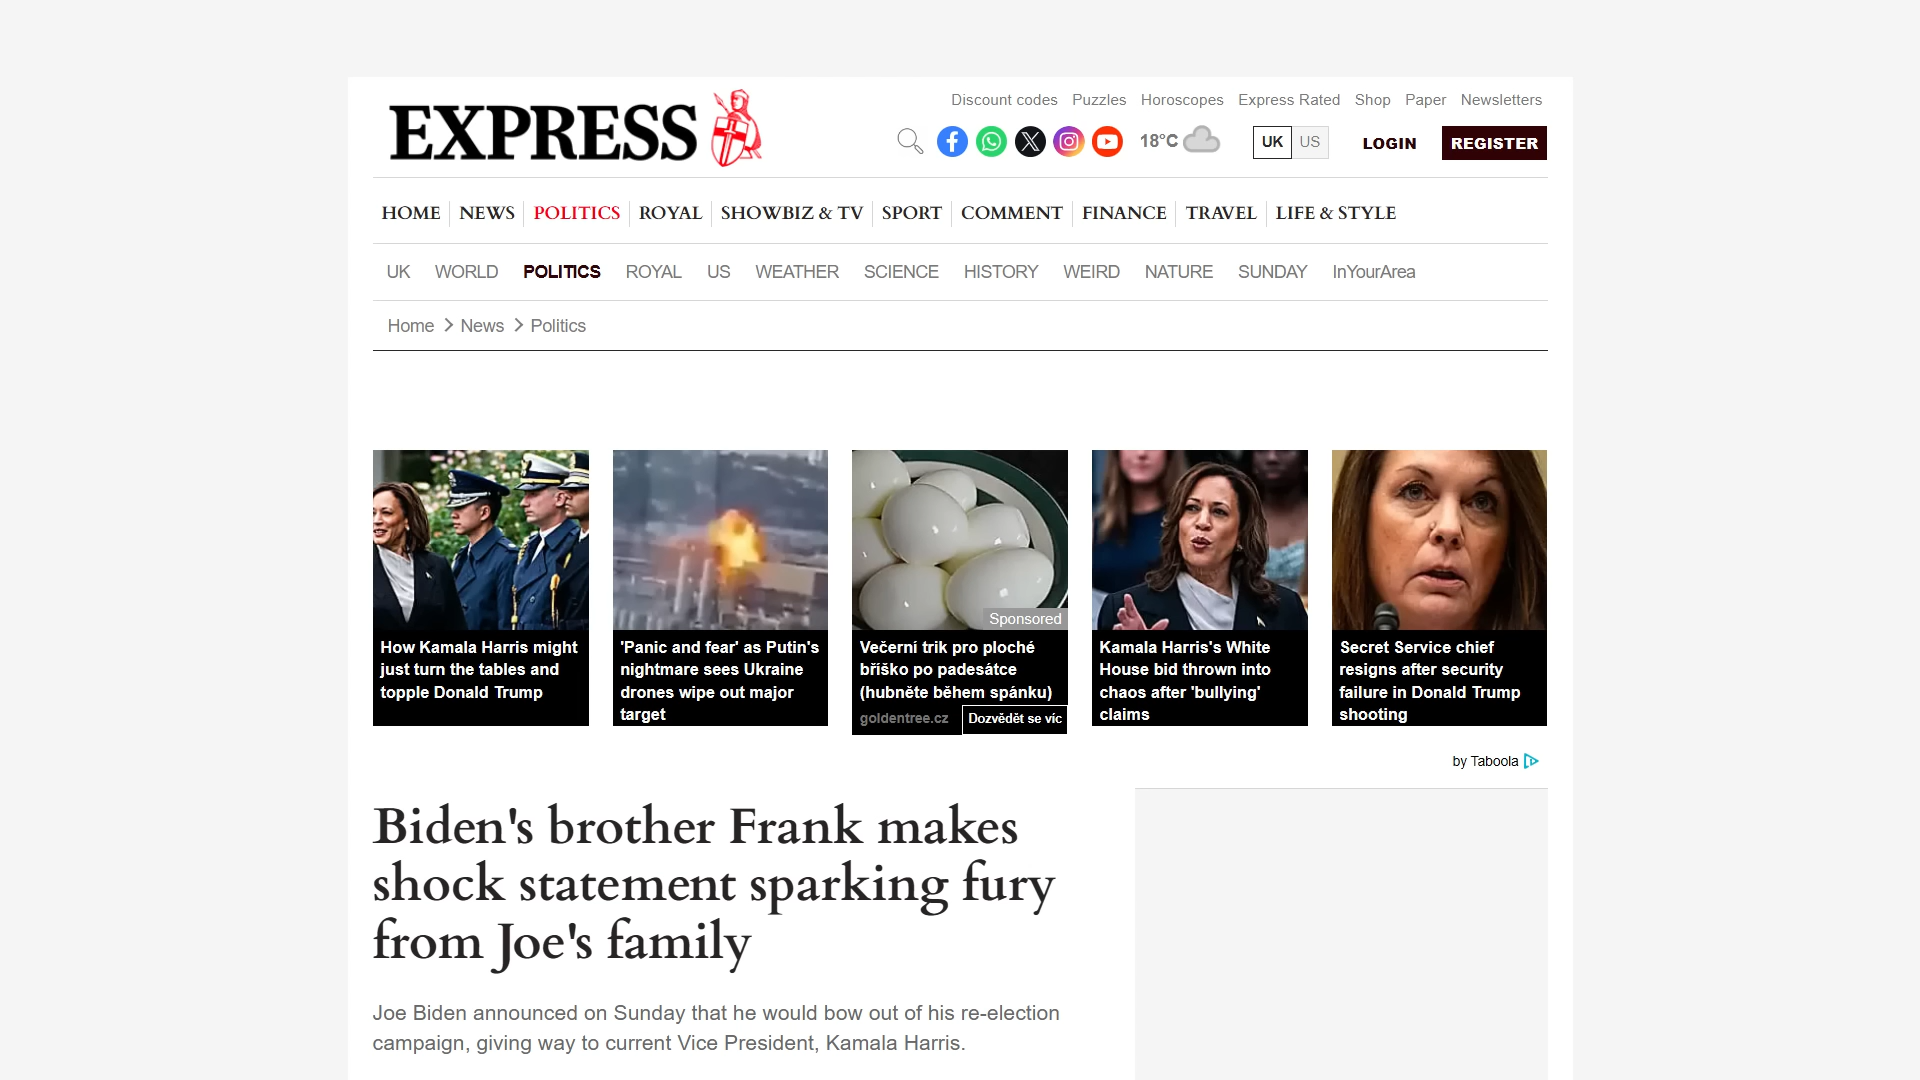 Discount codes Puzzles Horoscopes Express Rated Shop Paper Newsletters
EXPRESS
18°C UK US LOGIN REGISTER
HOME NEWS POLITICS ROYAL SHOWBIZ & TV SPORT COMMENT FINANCE TRAVEL LIFE & STYLE
UK WORLD POLITICS ROYAL US WEATHER SCIENCE HISTORY WEIRD NATURE SUNDAY InYourArea
Home News Politics
How Kamala Harris might
just turn the tables and
topple Donald Trump
'Panic and fear' as Putin's
nightmare sees Ukraine
drones wipe out major
target
Sponsored
Večerní trik pro ploché
bříško po padesátce
(hubněte během spánku)
goldentree.cz Dozvědět se víc
Kamala Harris's White
House bid thrown into
chaos after 'bullying'
claims
Secret Service chief
resigns after security
failure in Donald Trump
shooting
by Taboola
Biden's brother Frank makes
shock statement sparking fury
from Joe's family
Joe Biden announced on Sunday that he would bow out of his re-election
campaign, giving way to current Vice President, Kamala Harris.